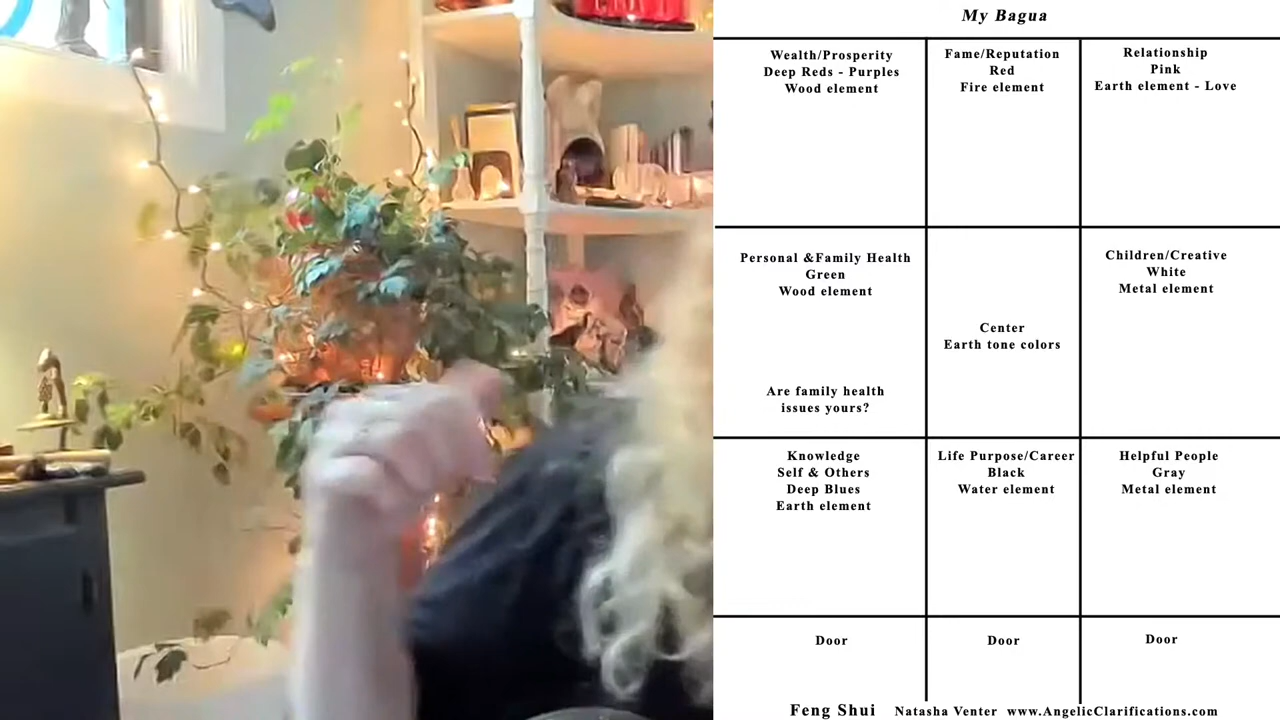 My Bagua
Wealth/Prosperity
Deep Reds - Purples
Wood element
Fame/Reputation
Red
Fire element
Relationship
Pink
Earth element - Love
Personal &Family Health
Green
Wood element
Are family health
issues yours?
Center
Earth tone colors
Children/Creative
White
Metal element
Knowledge
Self & Others
Deep Blues
Earth element
Life Purpose/Career
Black
Water element
Helpful People
Gray
Metal element
Door
Door
Door
Feng Shui Natasha Venter www.AngelicClarifications.com